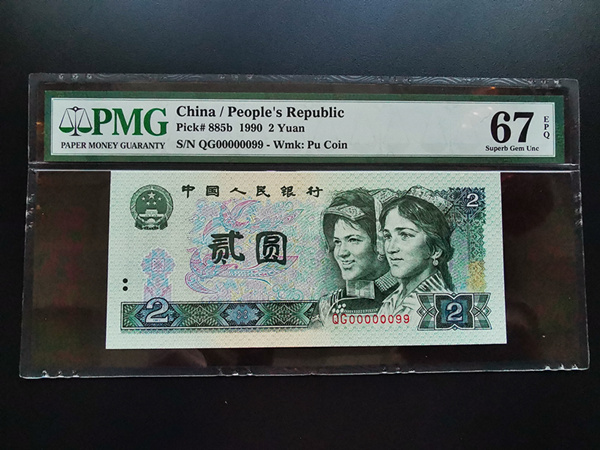 PMG
PAPER MONEY GUARANTY
China / People's Republic
Pick# 885b 1990 2 Yuan
S/N QG00000099 - Wmk: Pu Coin
67 EPQ
Superb Gem Unc
中国人民银行
贰圆
2
2
2
QG00000099